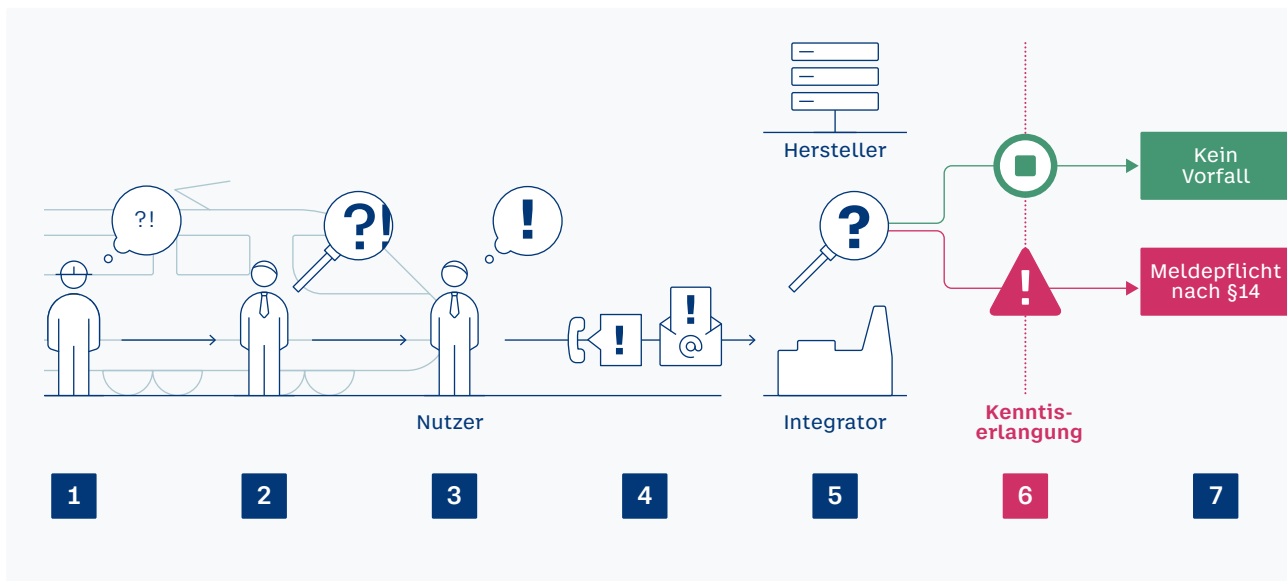 Hersteller
Kein
Vorfall
?!
?!
!
?
Meldepflicht
nach §14
!
!
!
@
Nutzer
Integrator
Kenntis-
erlangung
1
2
3
4
5
6
7